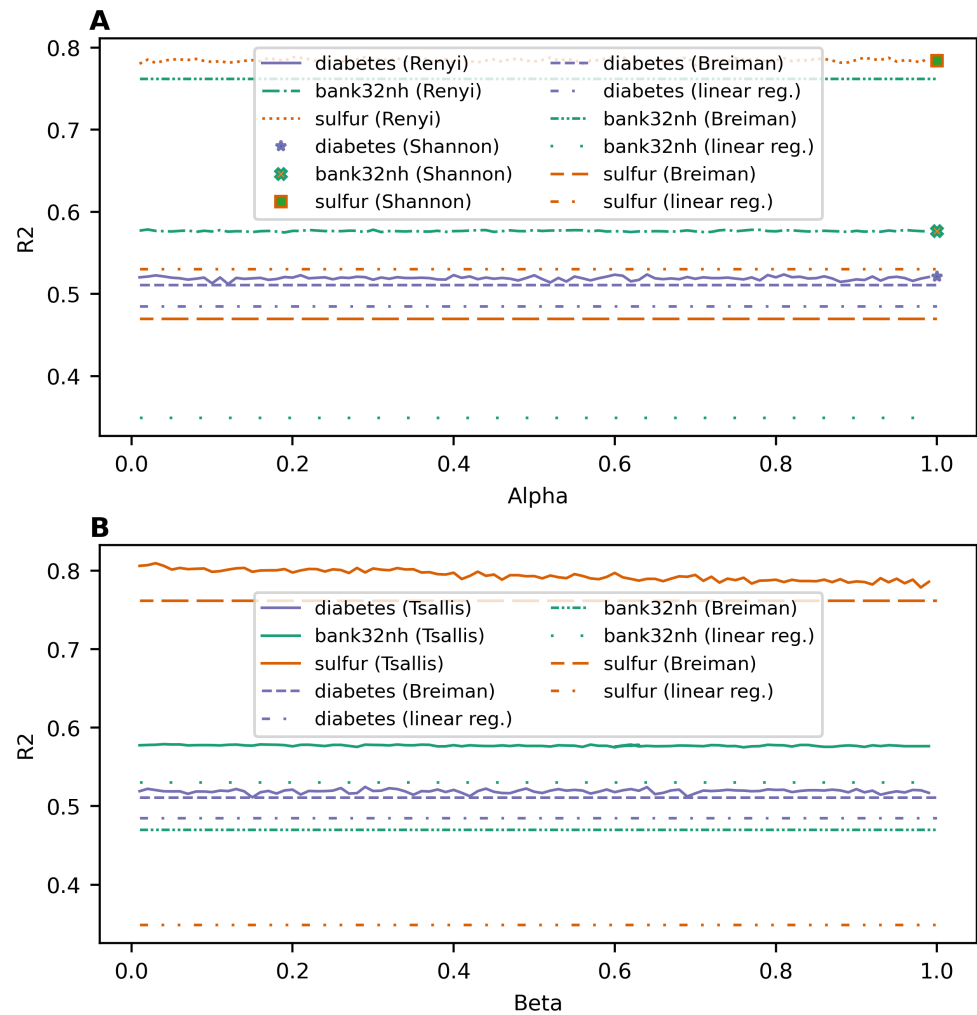 A
0.8
0.7
0.6
0.5
0.4
R2
diabetes (Renyi)
bank32nh (Renyi)
sulfur (Renyi)
diabetes (Shannon)
bank32nh (Shannon)
sulfur (Shannon)
diabetes (Breiman)
diabetes (linear reg.)
bank32nh (Breiman)
bank32nh (linear reg.)
sulfur (Breiman)
sulfur (linear reg.)
0.0 0.2 0.4 0.6 0.8 1.0
Alpha
B
0.8
0.7
0.6
0.5
0.4
R2
diabetes (Tsallis)
bank32nh (Tsallis)
sulfur (Tsallis)
diabetes (Breiman)
diabetes (linear reg.)
bank32nh (Breiman)
bank32nh (linear reg.)
sulfur (Breiman)
sulfur (linear reg.)
0.0 0.2 0.4 0.6 0.8 1.0
Beta